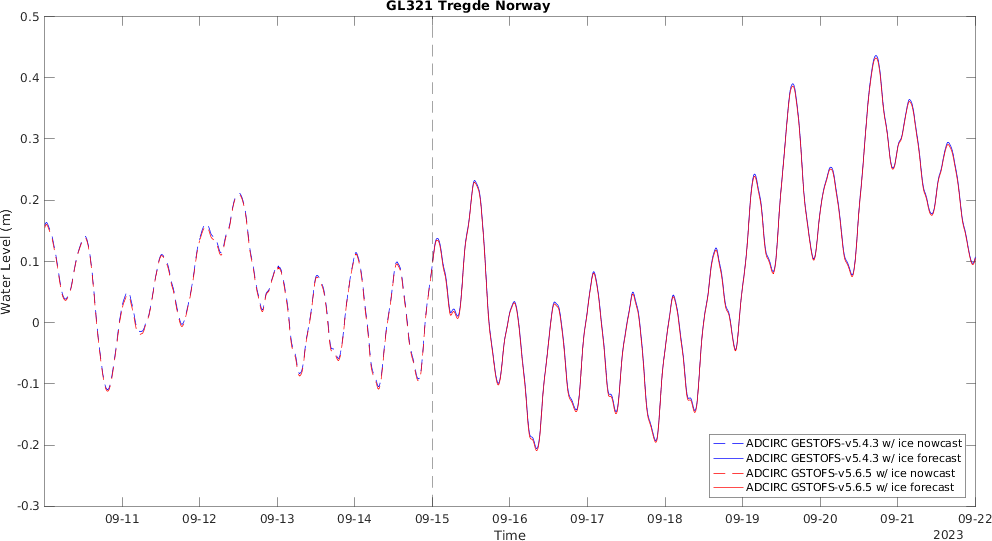 GL321 Tregde Norway
0.5
0.4
0.3
0.2
0.1
0
-0.1
-0.2
-0.3
Water Level (m)
ADCIRC GESTOFS-v5.4.3 w/ ice nowcast
ADCIRC GESTOFS-v5.4.3 w/ ice forecast
ADCIRC GSTOFS-v5.6.5 w/ ice nowcast
ADCIRC GSTOFS-v5.6.5 w/ ice forecast
09-11 09-12 09-13 09-14 09-15 09-16 09-17 09-18 09-19 09-20 09-21 09-22
Time
2023